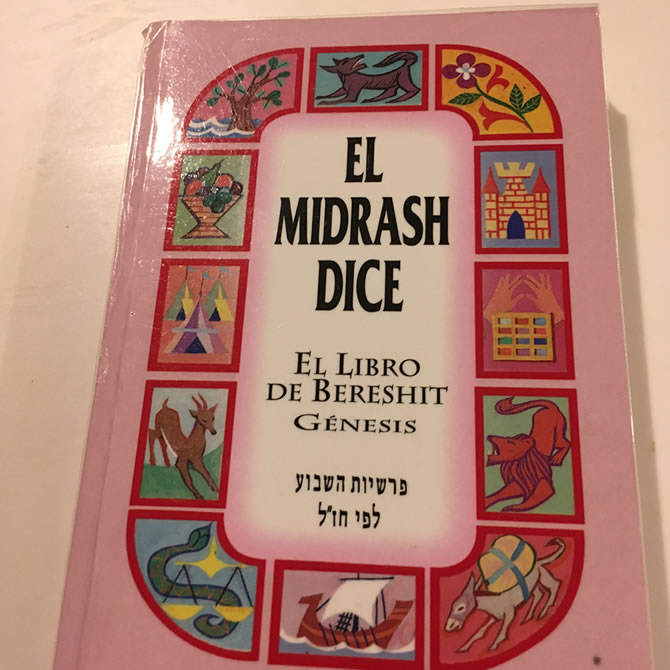 EL
MIDRASH
DICE
EL LIBRO
DE BERESHIT
GÉNESIS
פרשיות השבוע
לפי חז"ל